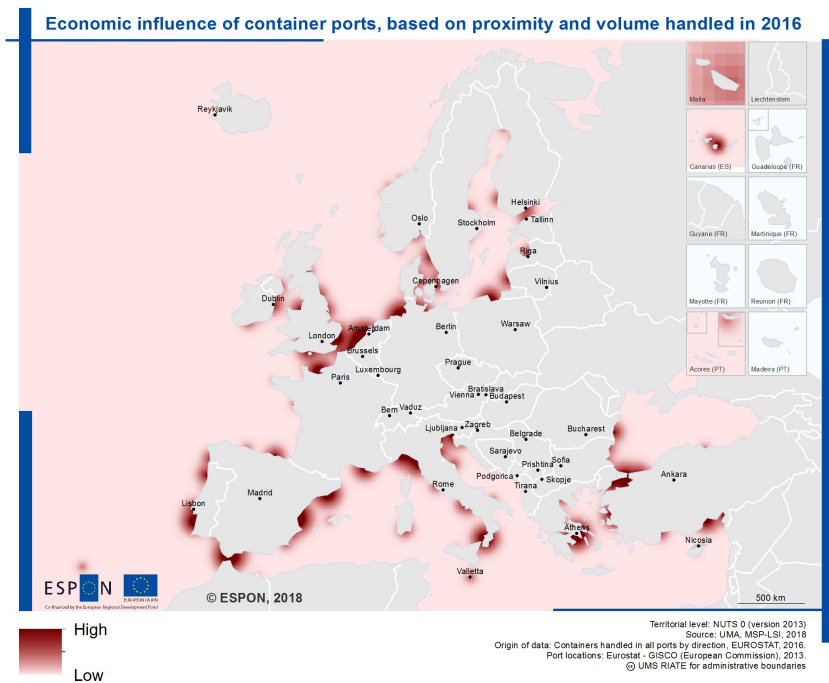 Economic influence of container ports, based on proximity and volume handled in 2016
Malta
Liechtenstein
Reykjavik
Canarias (ES)
Guadeloupe (FR)
Helsinki
Oslo
Tallinn
Stockholm
Guyane (FR)
Martinique (FR)
Riga
Copenhagen
Vilnius
Mayotte (FR)
Reunion (FR)
Dublin
Amsterdam
Berlin
Warsaw
London
Brussels
Acores (PT)
Madeira (PT)
Luxembourg
Prague
Paris
Bratislava
Vienna
Budapest
Bern
Vaduz
Ljubljana
Zagreb
Belgrade
Bucharest
Sarajevo
Sofia
Prishtina
Podgorica
Skopje
Ankara
Tirana
Rome
Madrid
Lisbon
Athens
Nicosia
Valletta
ESPON
EUROPEAN UNION
Co-financed by the European Regional Development Fund
© ESPON, 2018
500 km
High
Low
Territorial level: NUTS 0 (version 2013)
Source: UMA, MSP-LSI, 2018
Origin of data: Containers handled in all ports by direction, EUROSTAT, 2016.
Port locations: Eurostat - GISCO (European Commission), 2013.
cc UMS RIATE for administrative boundaries